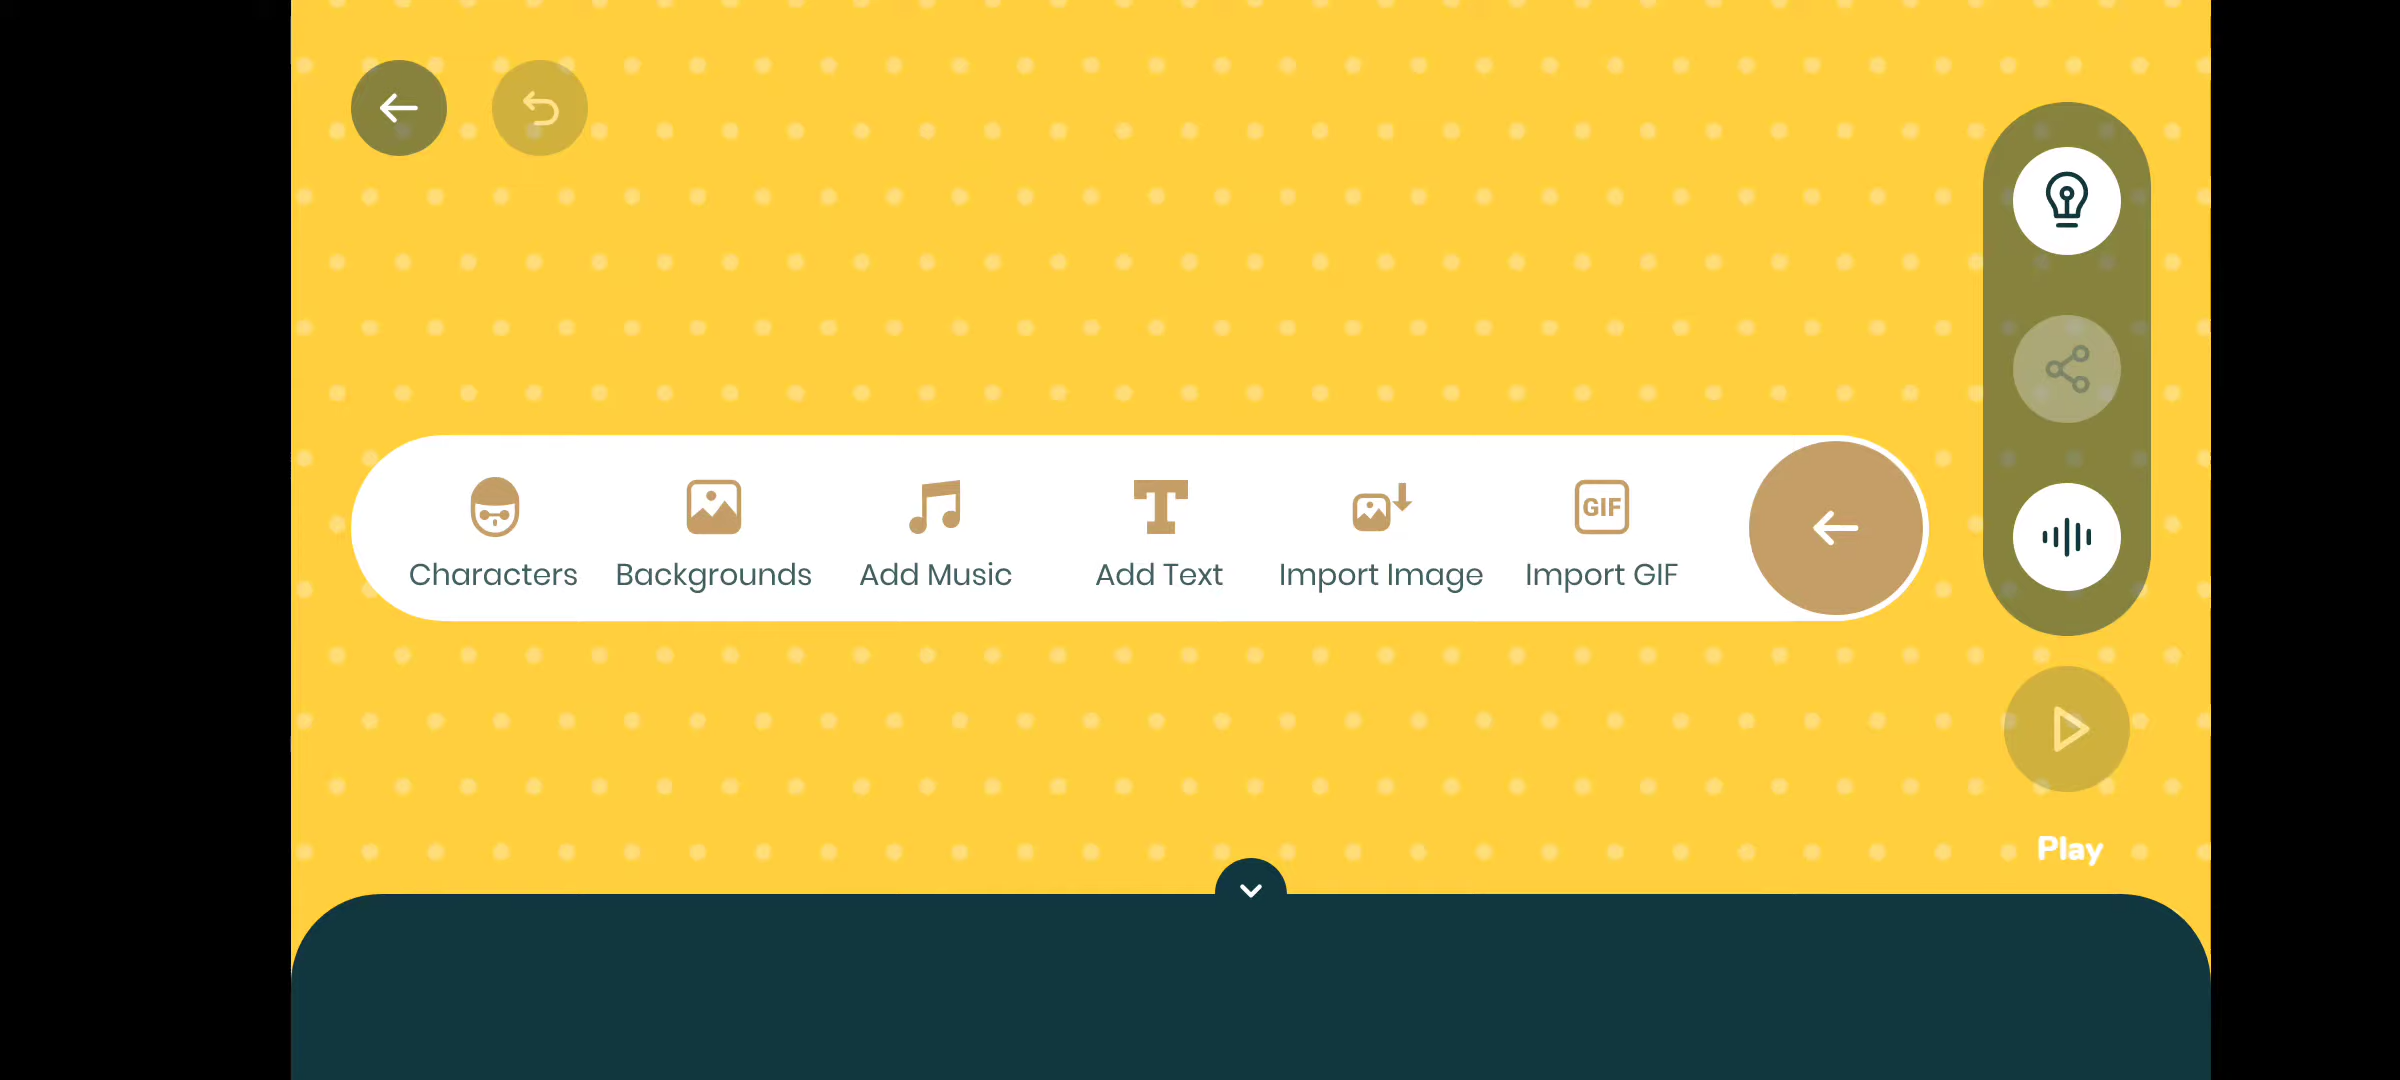 Characters
Backgrounds
Add Music
Add Text
Import Image
GIF
Import GIF
Play